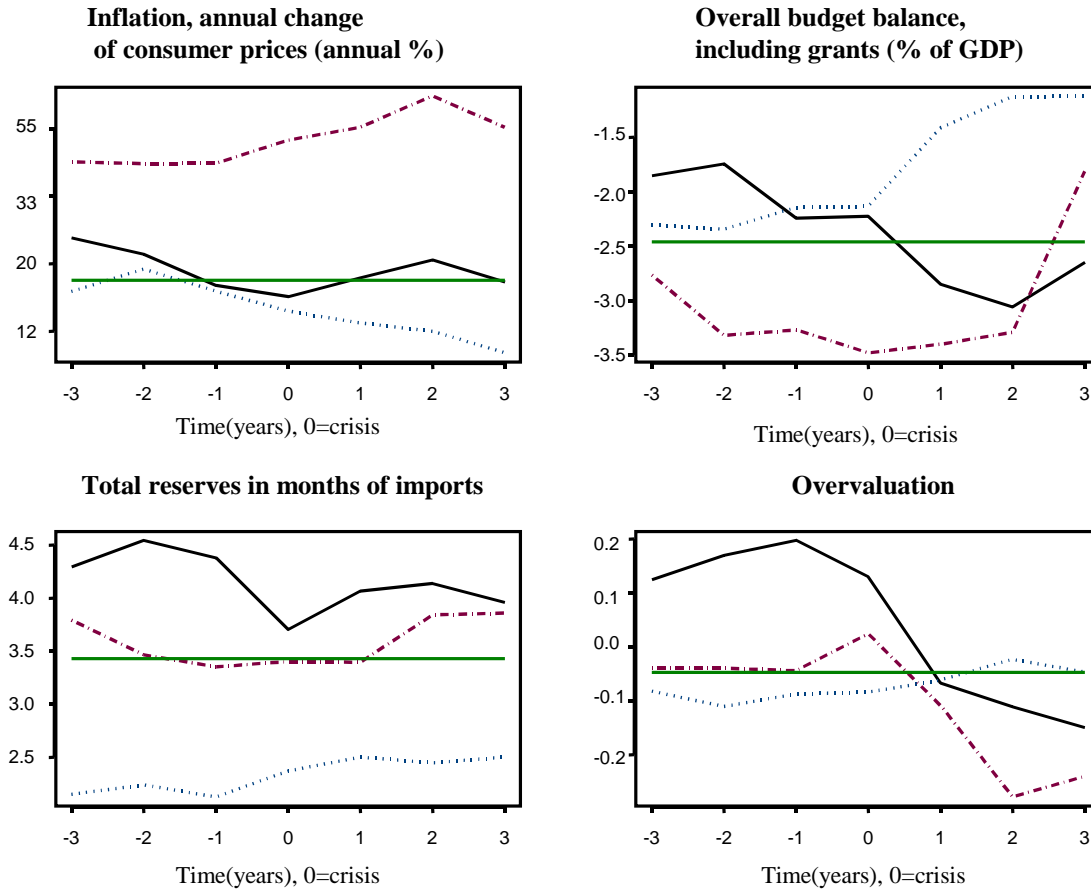 Inflation, annual change
of consumer prices (annual %)
55
33
20
12
-3 -2 -1 0 1 2 3
Time(years), 0=crisis
Overall budget balance,
including grants (% of GDP)
-1.5
-2.0
-2.5
-3.0
-3.5
-3 -2 -1 0 1 2 3
Time(years), 0=crisis
Total reserves in months of imports
4.5
4.0
3.5
3.0
2.5
-3 -2 -1 0 1 2 3
Time(years), 0=crisis
Overvaluation
0.2
0.1
0.0
-0.1
-0.2
-3 -2 -1 0 1 2 3
Time(years), 0=crisis